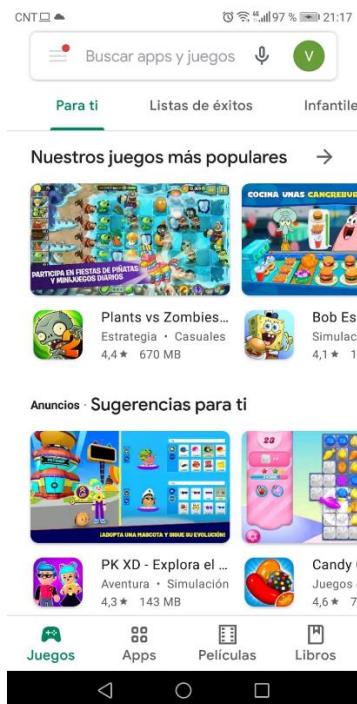 CNT 97 % 21:17
Buscar apps y juegos
V
Para ti Listas de éxitos Infantile
Nuestros juegos más populares
PARTICIPA EN FIESTAS DE PIÑATAS
Y MINIJUEGOS DIARIOS
COCINA UNAS CANGREBUR
Plants vs Zombies... Bob Es
Estrategia • Casuales Simulac
4,4★ 670 MB 4,1★ 1
Anuncios · Sugerencias para ti
¡ADOPTA UNA MASCOTA Y SIGUE SU EVOLUCIÓN!
23
PK XD - Explora el ... Candy
Aventura • Simulación Juegos
4,3★ 143 MB 4,6★ 7
Juegos Apps Películas Libros